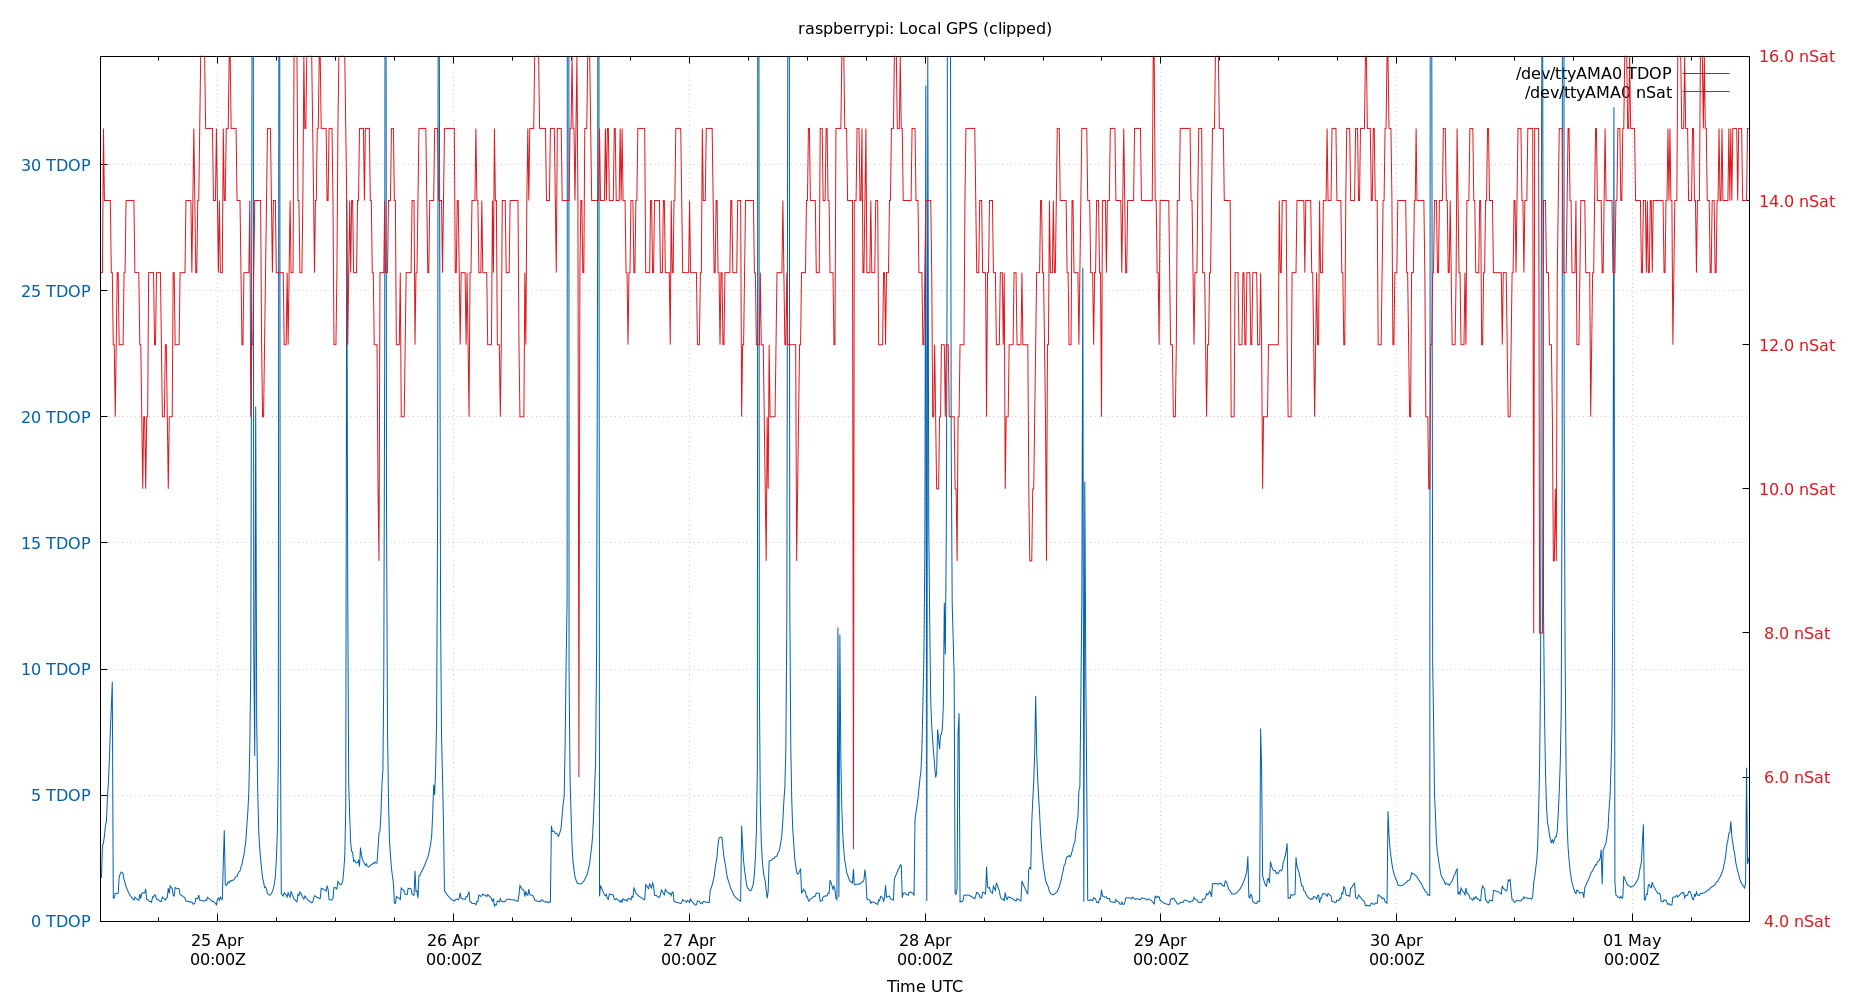 raspberrypi: Local GPS (clipped)
/dev/ttyAMA0 TDOP
/dev/ttyAMA0 nSat
30 TDOP
25 TDOP
20 TDOP
15 TDOP
10 TDOP
5 TDOP
0 TDOP
16.0 nSat
14.0 nSat
12.0 nSat
10.0 nSat
8.0 nSat
6.0 nSat
4.0 nSat
25 Apr 26 Apr 27 Apr 28 Apr 29 Apr 30 Apr 01 May
00:00Z 00:00Z 00:00Z 00:00Z 00:00Z 00:00Z 00:00Z
Time UTC